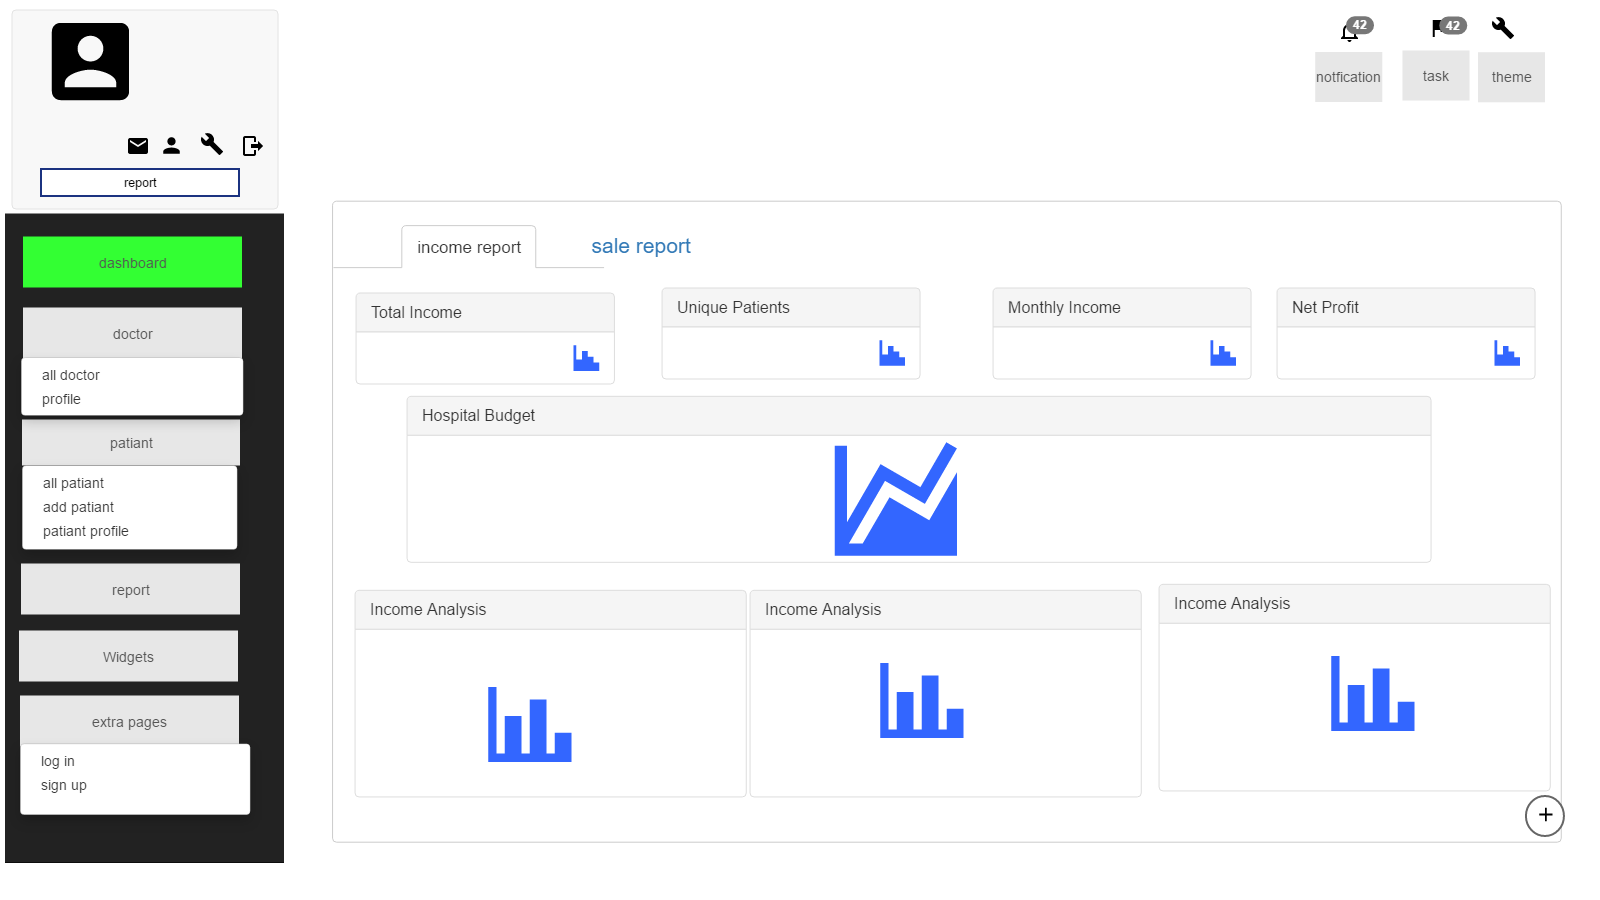 42
42
notfication
task
theme
report
dashboard
doctor
all doctor
profile
patiant
all patiant
add patiant
patiant profile
report
Widgets
extra pages
log in
sign up
income report
sale report
Total Income
Unique Patients
Monthly Income
Net Profit
Hospital Budget
Income Analysis
Income Analysis
Income Analysis
+